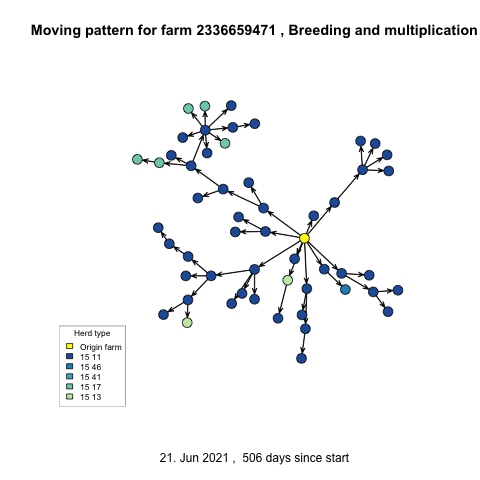 Moving pattern for farm 2336659471 , Breeding and multiplication
Herd type
Origin farm
15 11
15 46
15 41
15 17
15 13
21. Jun 2021 ,  506 days since start